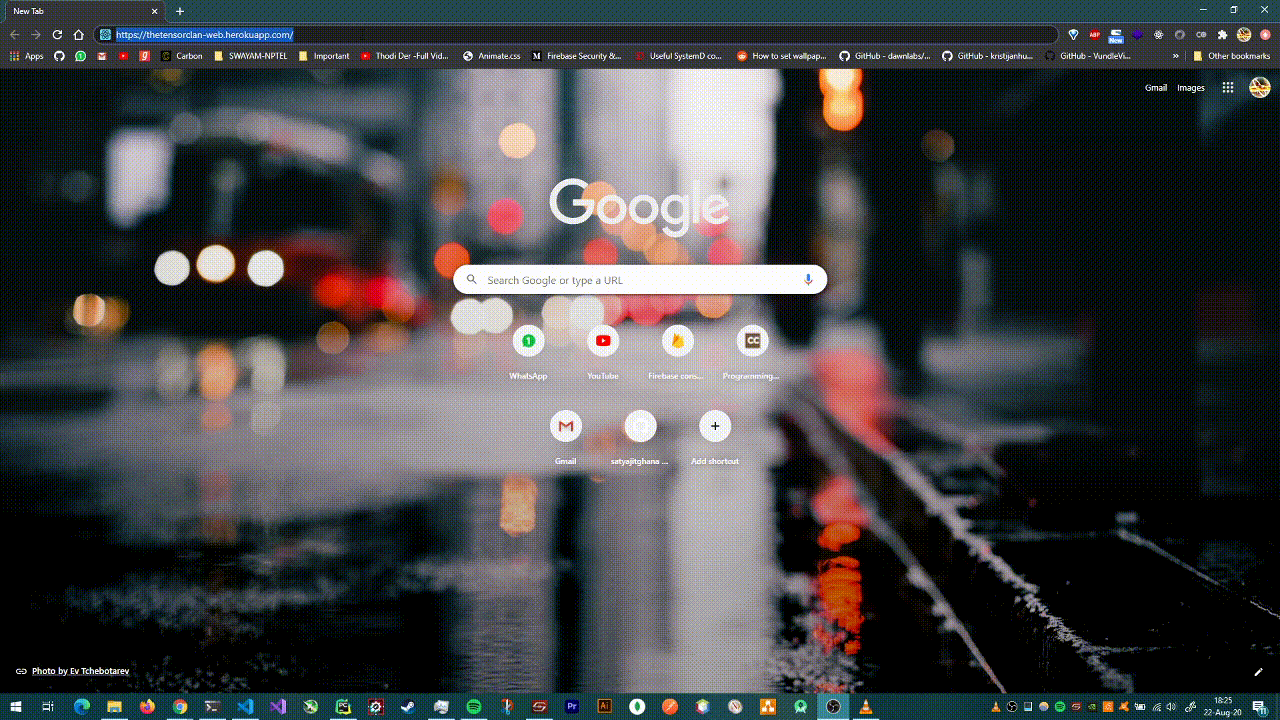 New Tab
https://thetensorclan-web.herokuapp.com/
Apps
Carbon
SWAYAM-NPTEL
Important
Thodi Der -Full Vid...
Animate.css
Firebase Security &...
Useful SystemD co...
How to set wallpap...
GitHub - dawnlabs/...
GitHub - kristijanhu...
GitHub - VundleVi...
»
Other bookmarks
Gmail
Images
Google
Search Google or type a URL
WhatsApp
YouTube
Firebase cons...
Programming...
Gmail
satyajitghana ...
Add shortcut
Photo by Ev Tchebotarev
18:25
22-Aug-20